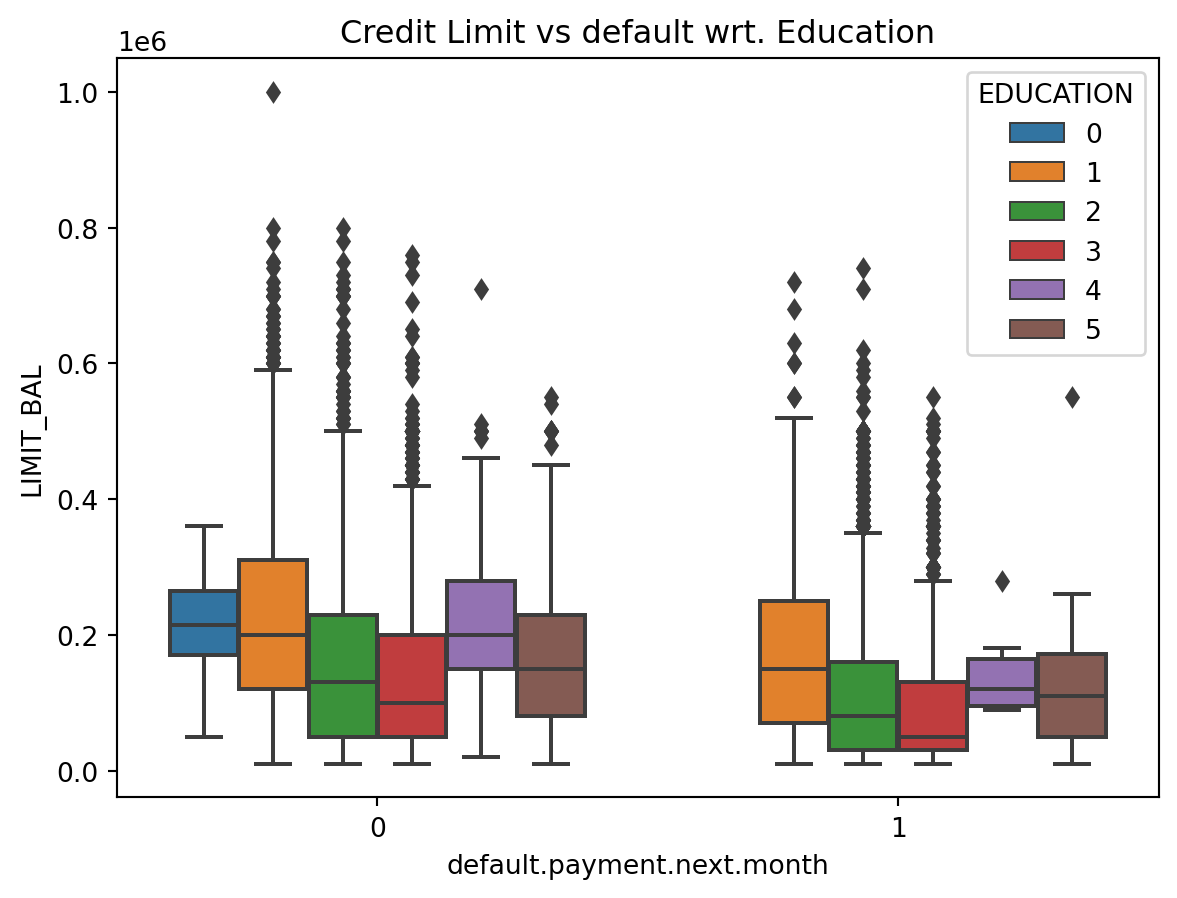 Credit Limit vs default wrt. Education
1e6
1.0
0.8
0.6
0.4
0.2
0.0
LIMIT_BAL
0
1
default.payment.next.month
EDUCATION
0
1
2
3
4
5